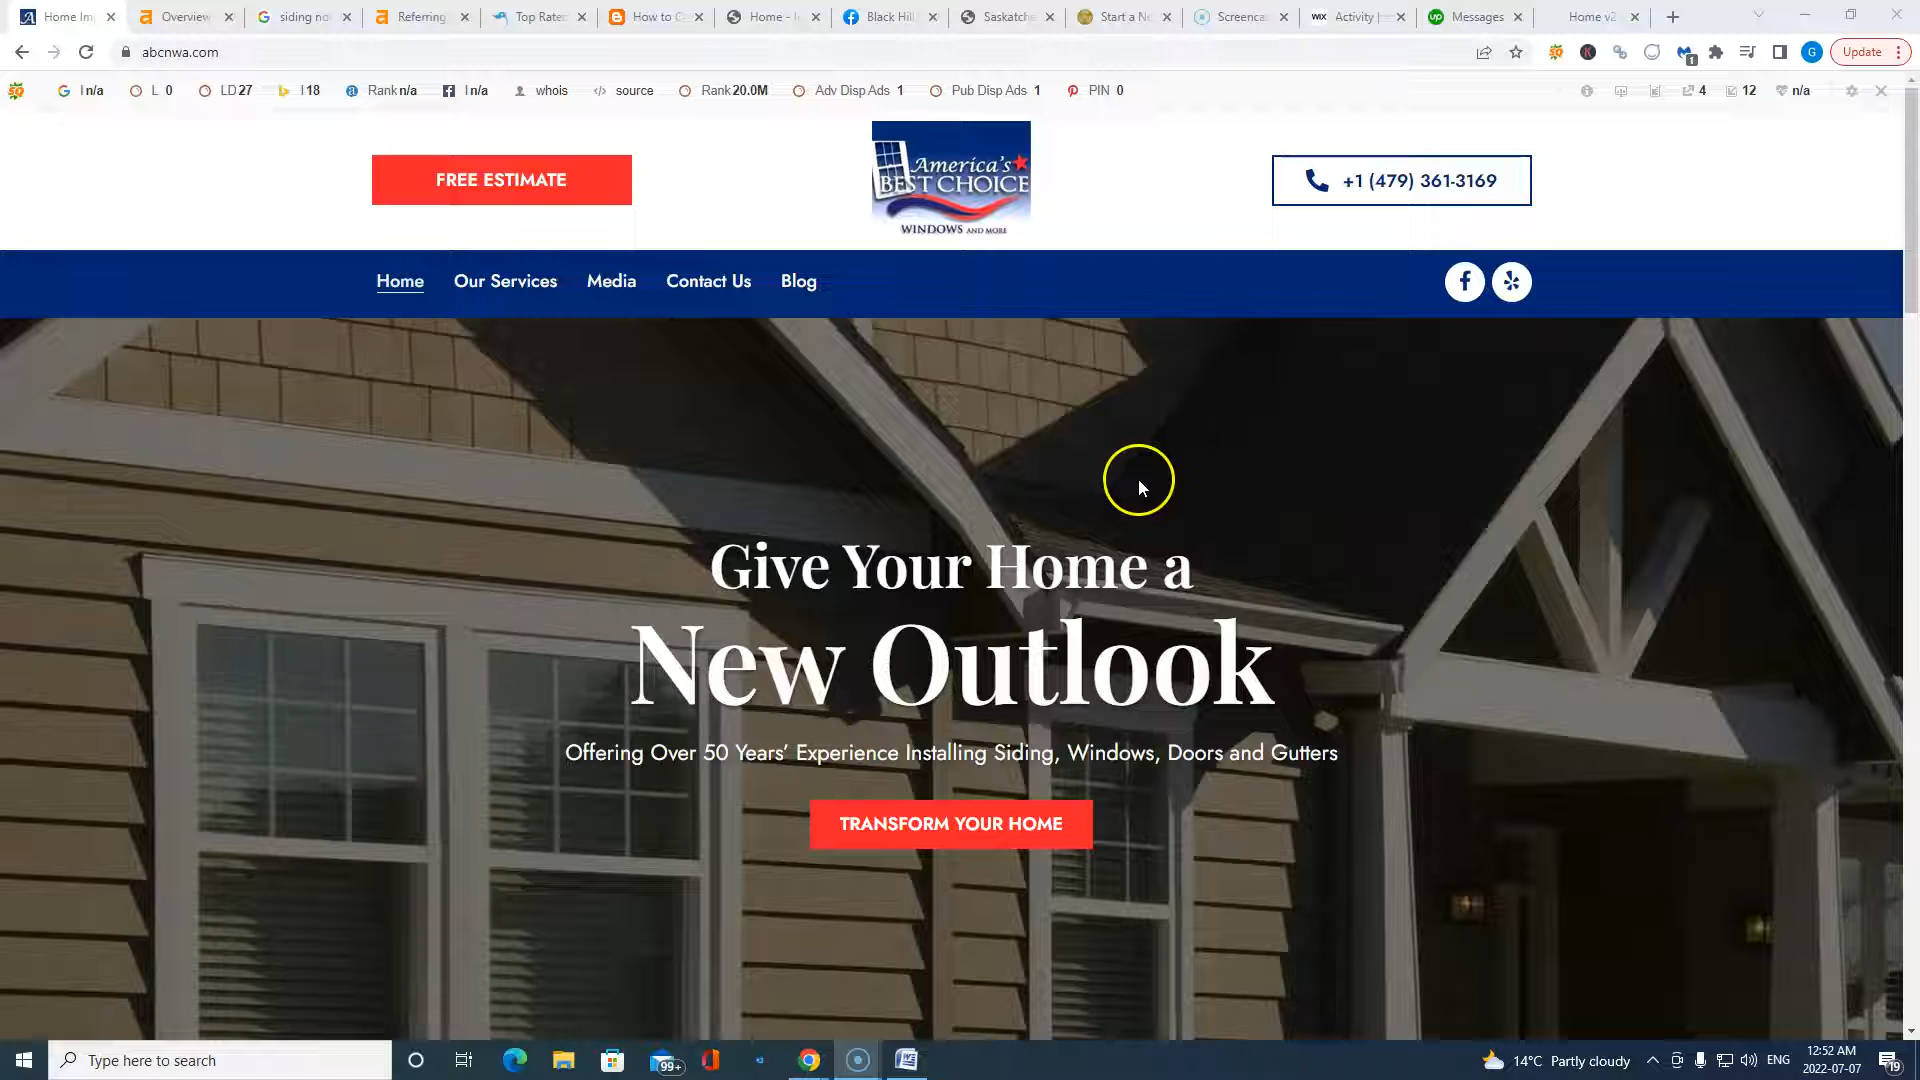 Home Im
Overview
siding no
Referring
Top Rate
How to C
Home -
Black Hill
Saskatche
Start a Ne
Screenca
WIX Activity |
up Messages
Home v2
abcnwa.com
Update
SQ I n/a L 0 LD 27 I 18 Rank n/a I n/a whois source Rank 20.0M Adv Disp Ads 1 Pub Disp Ads 1 PIN 0 4 12 n/a
FREE ESTIMATE
America's
BEST CHOICE
WINDOWS AND MORE
+1 (479) 361-3169
Home Our Services Media Contact Us Blog
Give Your Home a
New Outlook
Offering Over 50 Years' Experience Installing Siding, Windows, Doors and Gutters
TRANSFORM YOUR HOME
Type here to search
99+
14°C Partly cloudy
ENG
12:52 AM
2022-07-07
19